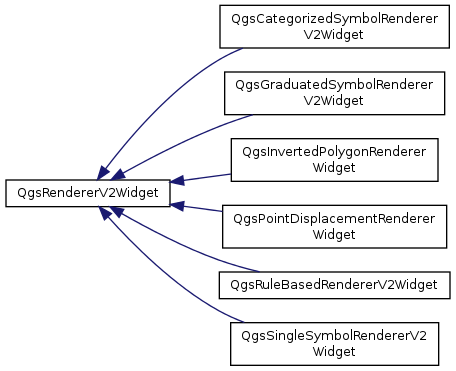 QgsCategorizedSymbolRenderer
V2Widget
QgsGraduatedSymbolRenderer
V2Widget
QgsInvertedPolygonRenderer
Widget
QgsRendererV2Widget
QgsPointDisplacementRenderer
Widget
QgsRuleBasedRendererV2Widget
QgsSingleSymbolRendererV2
Widget